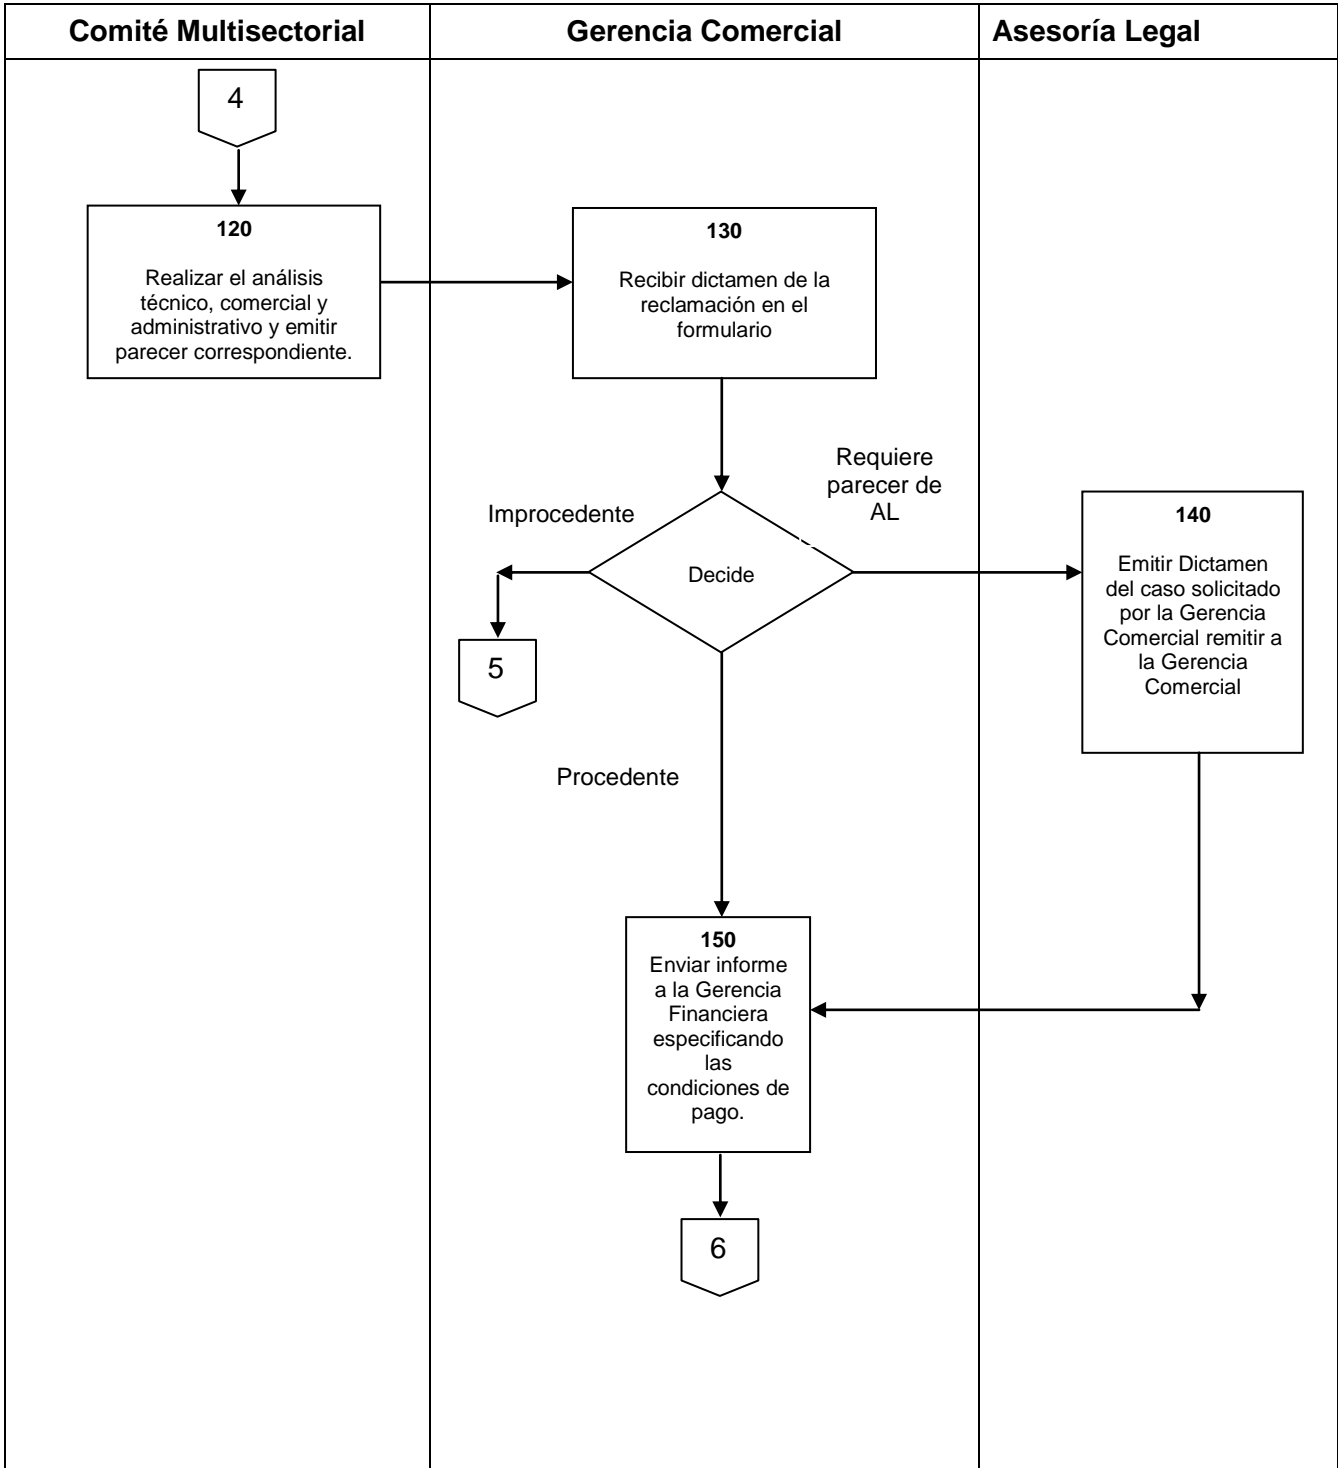 Comité Multisectorial
Gerencia Comercial
Asesoría Legal
4
120
Realizar el análisis
técnico, comercial y
administrativo y emitir
parecer correspondiente.
130
Recibir dictamen de la
reclamación en el
formulario
Requiere
parecer de
AL
Improcedente
Decide
140
Emitir Dictamen
del caso solicitado
por la Gerencia
Comercial remitir a
la Gerencia
Comercial
5
Procedente
150
Enviar informe
a la Gerencia
Financiera
especificando
las
condiciones de
pago.
6